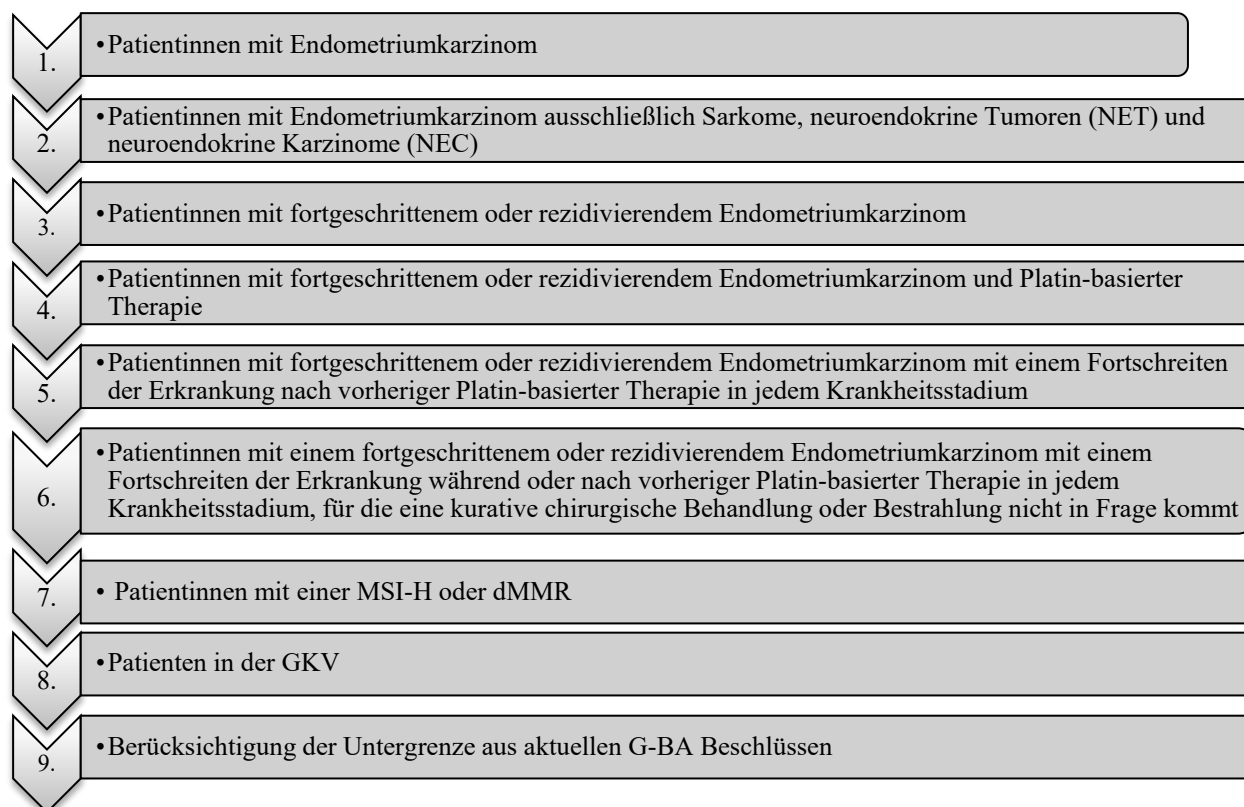 1.
•Patientinnen mit Endometriumkarzinom
2.
•Patientinnen mit Endometriumkarzinom ausschließlich Sarkome, neuroendokrine Tumoren (NET) und
neuroendokrine Karzinome (NEC)
3.
•Patientinnen mit fortgeschrittenem oder rezidivierendem Endometriumkarzinom
4.
•Patientinnen mit fortgeschrittenem oder rezidivierendem Endometriumkarzinom und Platin-basierter
Therapie
5.
•Patientinnen mit fortgeschrittenem oder rezidivierendem Endometriumkarzinom mit einem Fortschreiten
der Erkrankung nach vorheriger Platin-basierter Therapie in jedem Krankheitsstadium
6.
•Patientinnen mit einem fortgeschrittenem oder rezidivierendem Endometriumkarzinom mit einem
Fortschreiten der Erkrankung während oder nach vorheriger Platin-basierter Therapie in jedem
Krankheitsstadium, für die eine kurative chirurgische Behandlung oder Bestrahlung nicht in Frage kommt
7.
• Patientinnen mit einer MSI-H oder dMMR
8.
•Patienten in der GKV
9.
•Berücksichtigung der Untergrenze aus aktuellen G-BA Beschlüssen